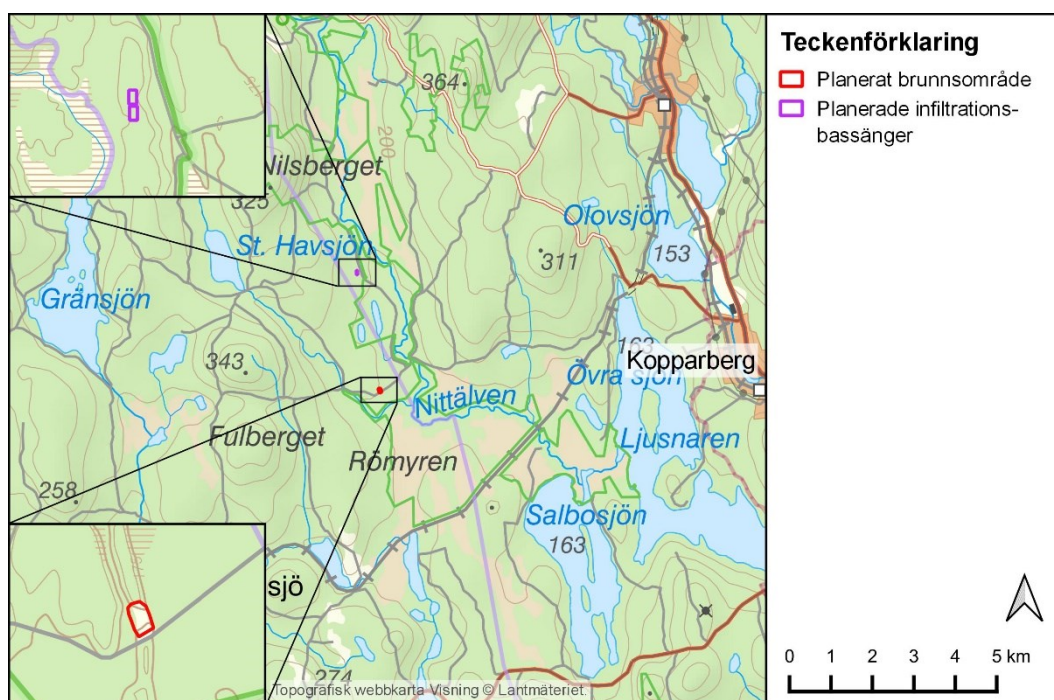 Teckenförklaring
Planerat brunnsområde
Planerade infiltrations-
bassänger
364
200
Nilsberget
325
St. Havsjön
Olovsjön
153
311
Gränsjön
343
163
Kopparberg
Övra sjön
Nittälven
Fulberget
Römyren
Ljusnaren
258
Salbosjön
163
sjö
274
Topografisk webbkarta Visning © Lantmäteriet.
0 1 2 3 4 5 km